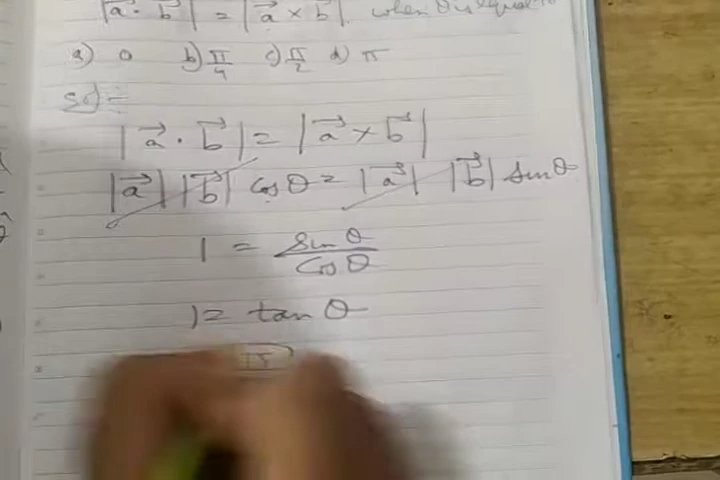 |a⃗ · b⃗| = |a⃗ × b⃗|, when θ is equal to
a) 0 b) π/4 c) π/2 d) π
Sol:-
|a⃗ · b⃗| = |a⃗ × b⃗|
|a⃗| |b⃗| cos θ = |a⃗| |b⃗| sin θ
1 = sin θ / cos θ
1 = tan θ
π